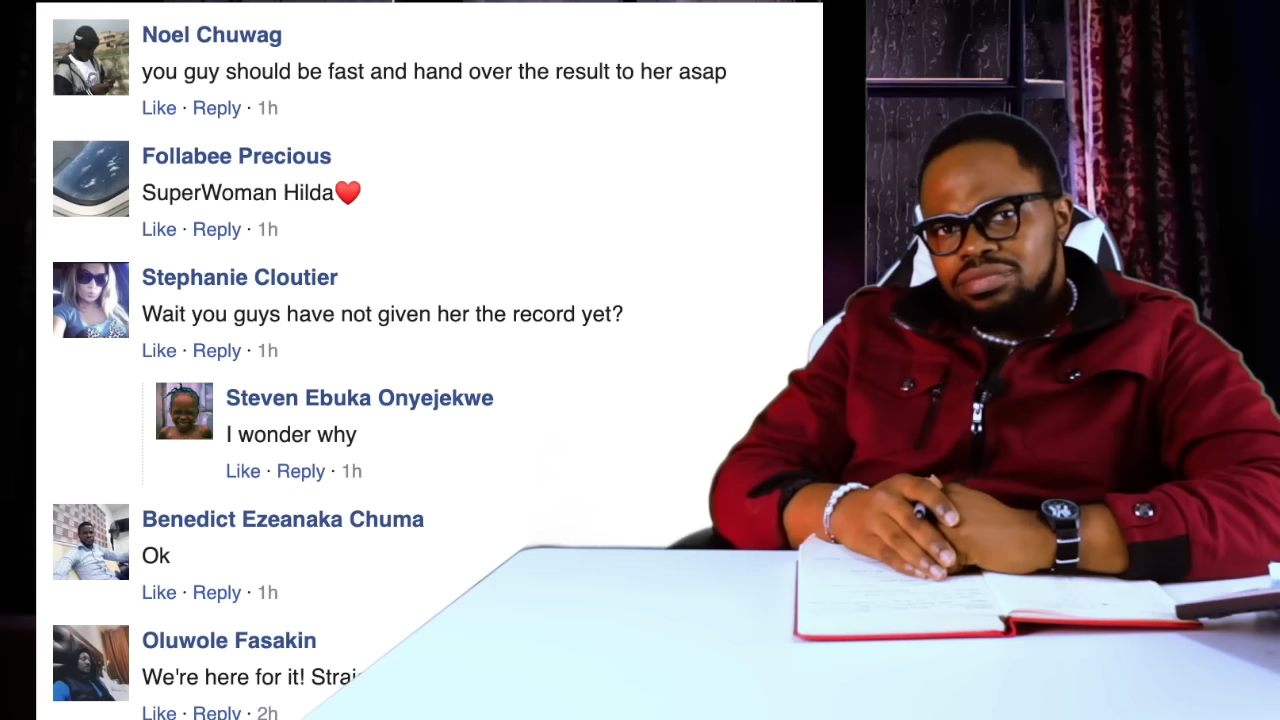 Noel Chuwag
you guy should be fast and hand over the result to her asap
Like · Reply · 1h
Follabee Precious
SuperWoman Hilda❤️
Like · Reply · 1h
Stephanie Cloutier
Wait you guys have not given her the record yet?
Like · Reply · 1h
Steven Ebuka Onyejekwe
I wonder why
Like · Reply · 1h
Benedict Ezeanaka Chuma
Ok
Like · Reply · 1h
Oluwole Fasakin
We're here for it!
Like · Reply · 2h